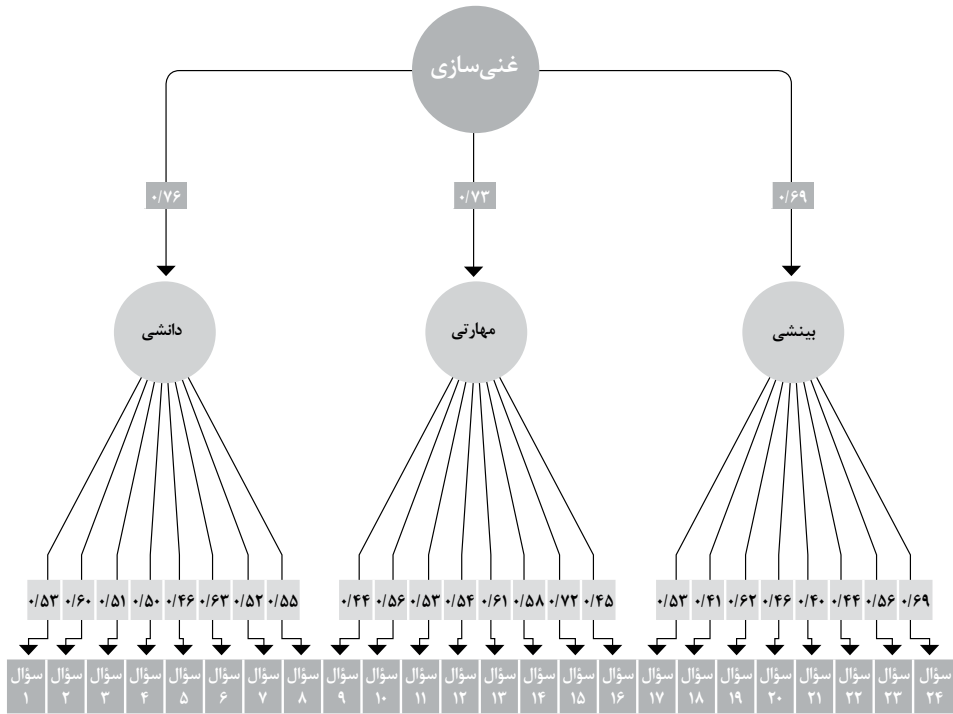 غنی‌سازی
۰/۷۶ ۰/۷۳ ۰/۶۹
دانشی مهارتی بینشی
۰/۵۳ ۰/۶۰ ۰/۵۱ ۰/۵۰ ۰/۴۶ ۰/۶۳ ۰/۵۲ ۰/۵۵ ۰/۴۴ ۰/۵۶ ۰/۵۳ ۰/۵۴ ۰/۶۱ ۰/۵۸ ۰/۷۲ ۰/۴۵ ۰/۵۳ ۰/۴۱ ۰/۶۲ ۰/۴۶ ۰/۴۰ ۰/۴۴ ۰/۵۶ ۰/۶۹
سؤال سؤال سؤال سؤال سؤال سؤال سؤال سؤال سؤال سؤال سؤال سؤال سؤال سؤال سؤال سؤال سؤال سؤال سؤال سؤال سؤال سؤال سؤال سؤال
۱ ۲ ۳ ۴ ۵ ۶ ۷ ۸ ۹ ۱۰ ۱۱ ۱۲ ۱۳ ۱۴ ۱۵ ۱۶ ۱۷ ۱۸ ۱۹ ۲۰ ۲۱ ۲۲ ۲۳ ۲۴